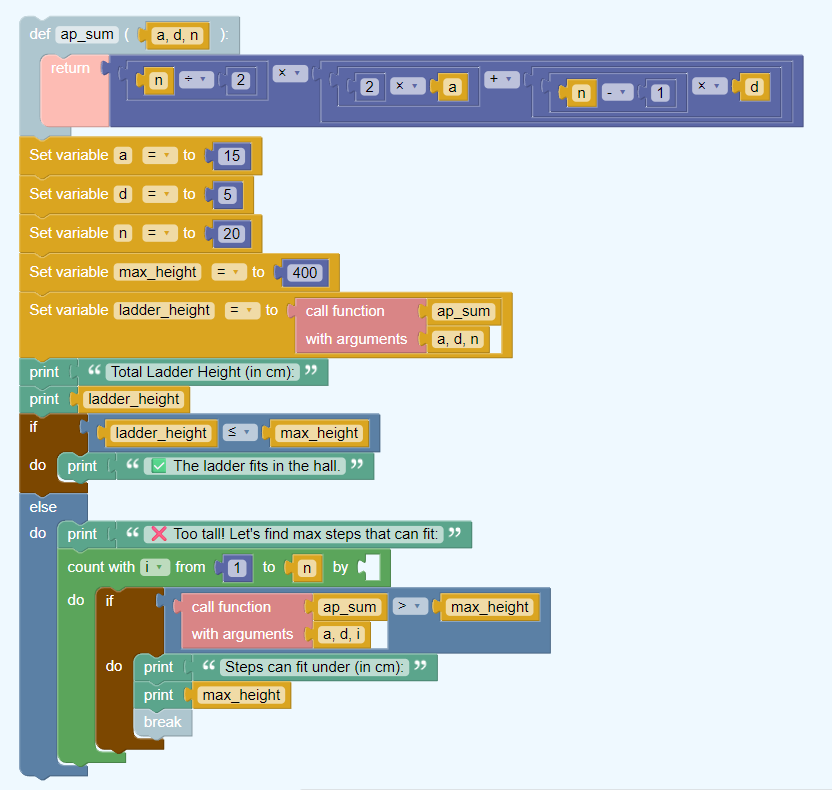 def ap_sum ( a, d, n ):
return n ÷ 2 × 2 × a + n - 1 × d
Set variable a = to 15
Set variable d = to 5
Set variable n = to 20
Set variable max_height = to 400
Set variable ladder_height = to call function ap_sum
with arguments a, d, n
print “ Total Ladder Height (in cm): ”
print ladder_height
if ladder_height ≤ max_height
do print “ ✅ The ladder fits in the hall. ”
else
do print “ ❌ Too tall! Let's find max steps that can fit: ”
count with i from 1 to n by
do if call function ap_sum > max_height
with arguments a, d, i
do print “ Steps can fit under (in cm): ”
print max_height
break